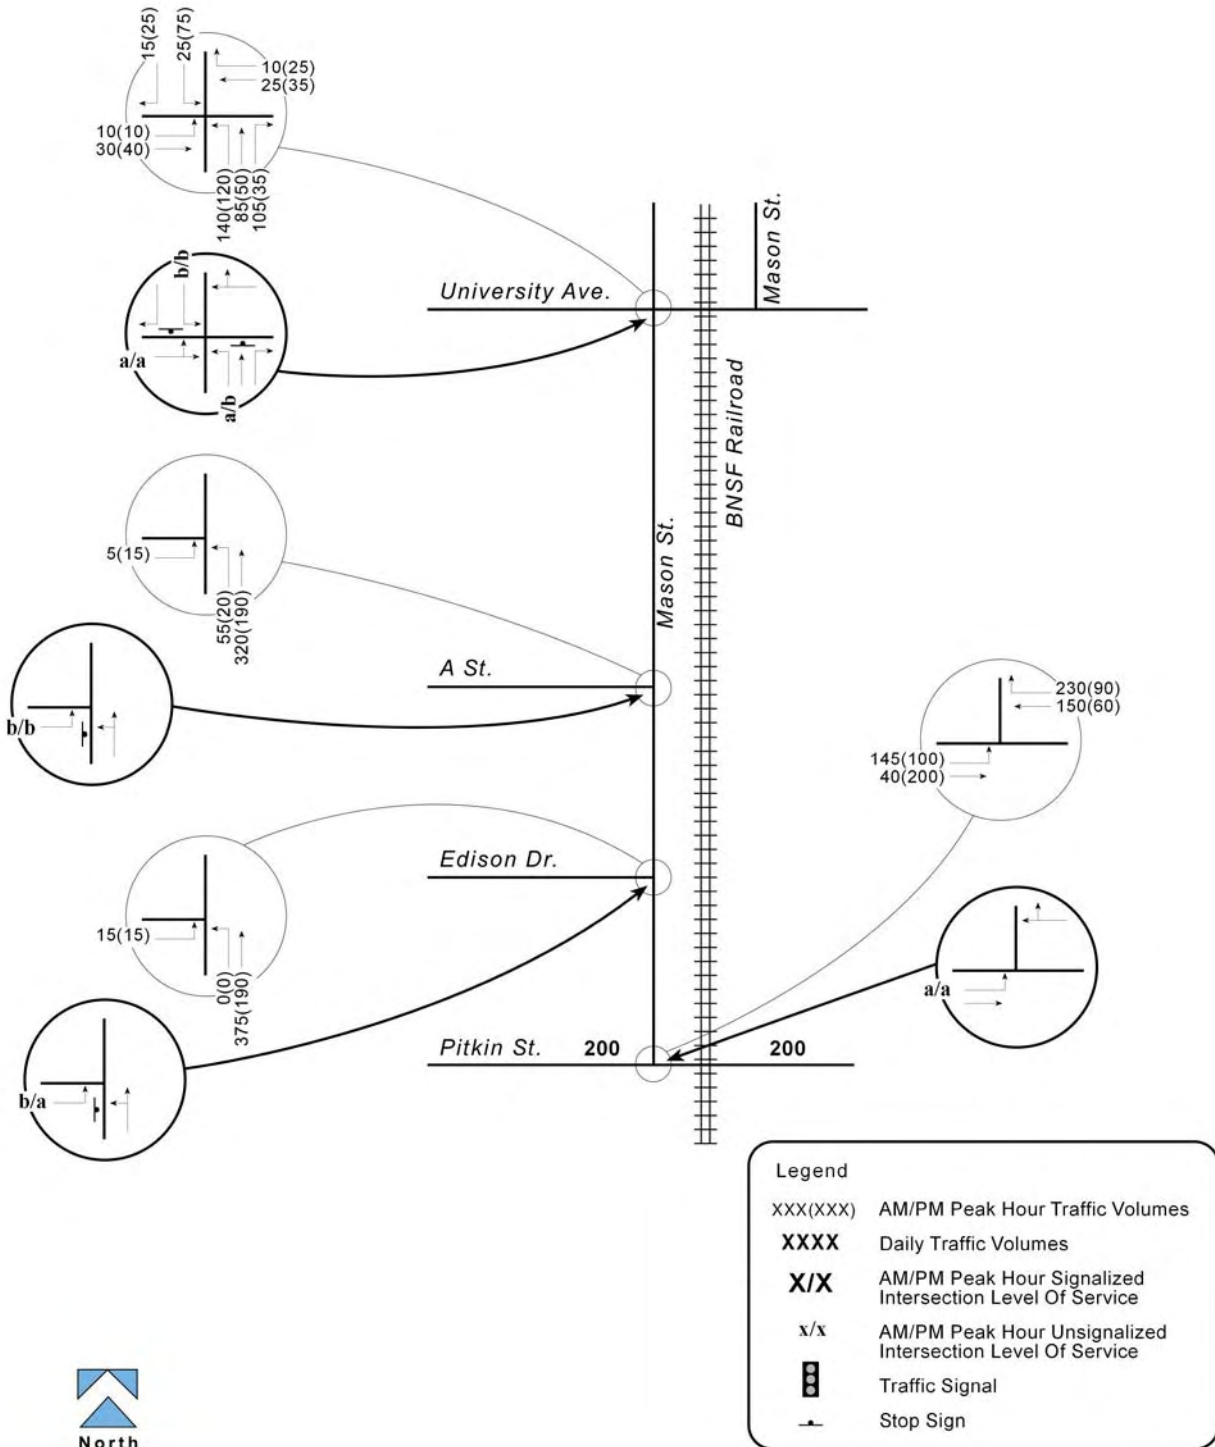 15(25)
25(75)
10(25)
25(35)
10(10)
30(40)
140(120)
85(50)
105(35)
b/b
a/a
a/b
University Ave.
Mason St.
BNSF Railroad
Mason St.
5(15)
55(20)
320(190)
A St.
b/b
230(90)
150(60)
145(100)
40(200)
Edison Dr.
15(15)
0(0)
375(190)
a/a
Pitkin St. 200 200
b/a
Legend
XXX(XXX) AM/PM Peak Hour Traffic Volumes
XXXX Daily Traffic Volumes
X/X AM/PM Peak Hour Signalized
Intersection Level Of Service
x/x AM/PM Peak Hour Unsignalized
Intersection Level Of Service
Traffic Signal
Stop Sign
North